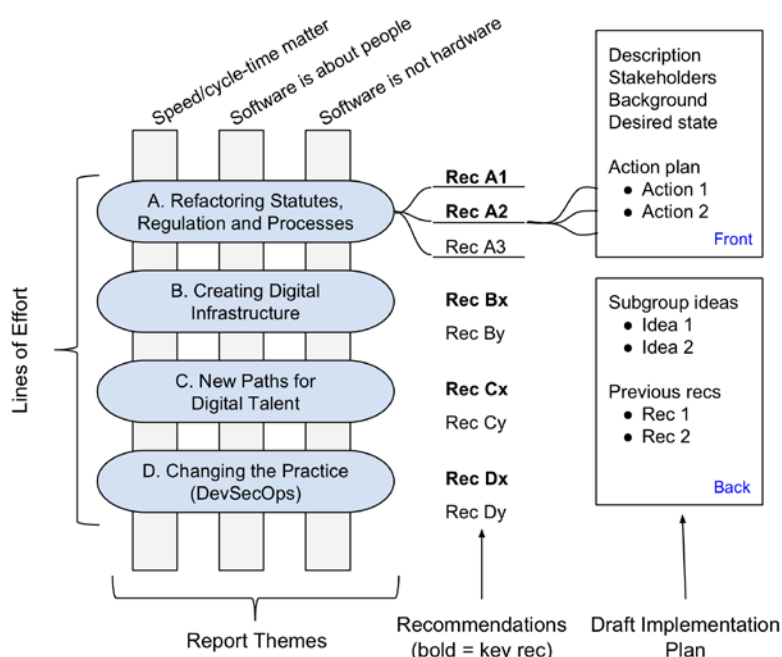 Speed/cycle-time matter
Software is about people
Software is not hardware
Lines of Effort
A. Refactoring Statutes,
Regulation and Processes
B. Creating Digital
Infrastructure
C. New Paths for
Digital Talent
D. Changing the Practice
(DevSecOps)
Report Themes
Rec A1
Rec A2
Rec A3
Rec Bx
Rec By
Rec Cx
Rec Cy
Rec Dx
Rec Dy
Recommendations
(bold = key rec)
Description
Stakeholders
Background
Desired state
Action plan
● Action 1
● Action 2
Front
Subgroup ideas
● Idea 1
● Idea 2
Previous recs
● Rec 1
● Rec 2
Back
Draft Implementation
Plan